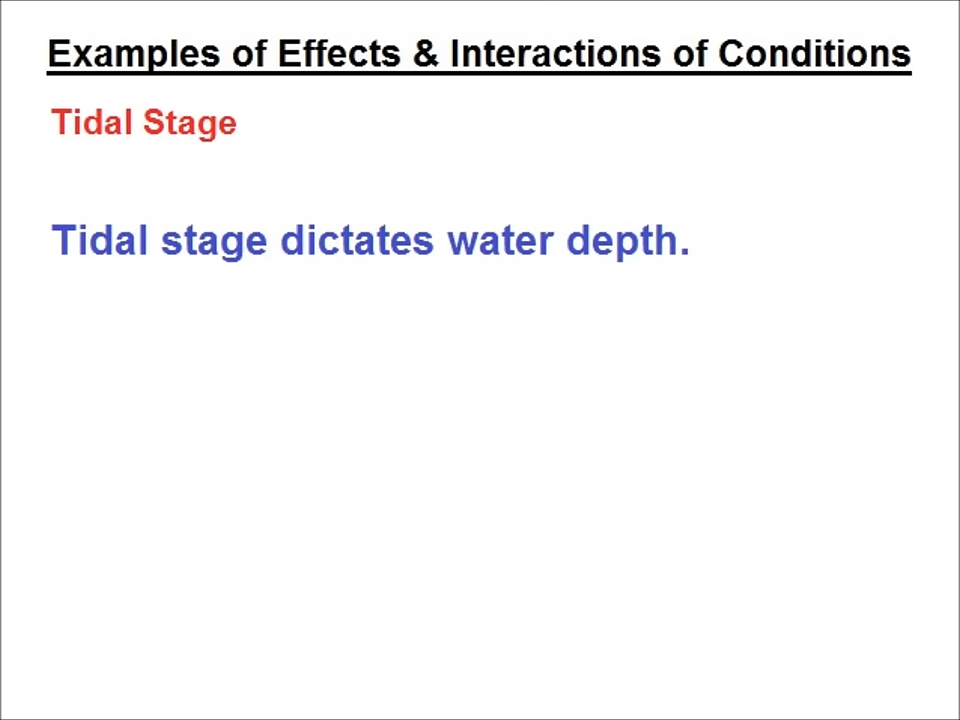 Examples of Effects & Interactions of Conditions
Tidal Stage
Tidal stage dictates water depth.